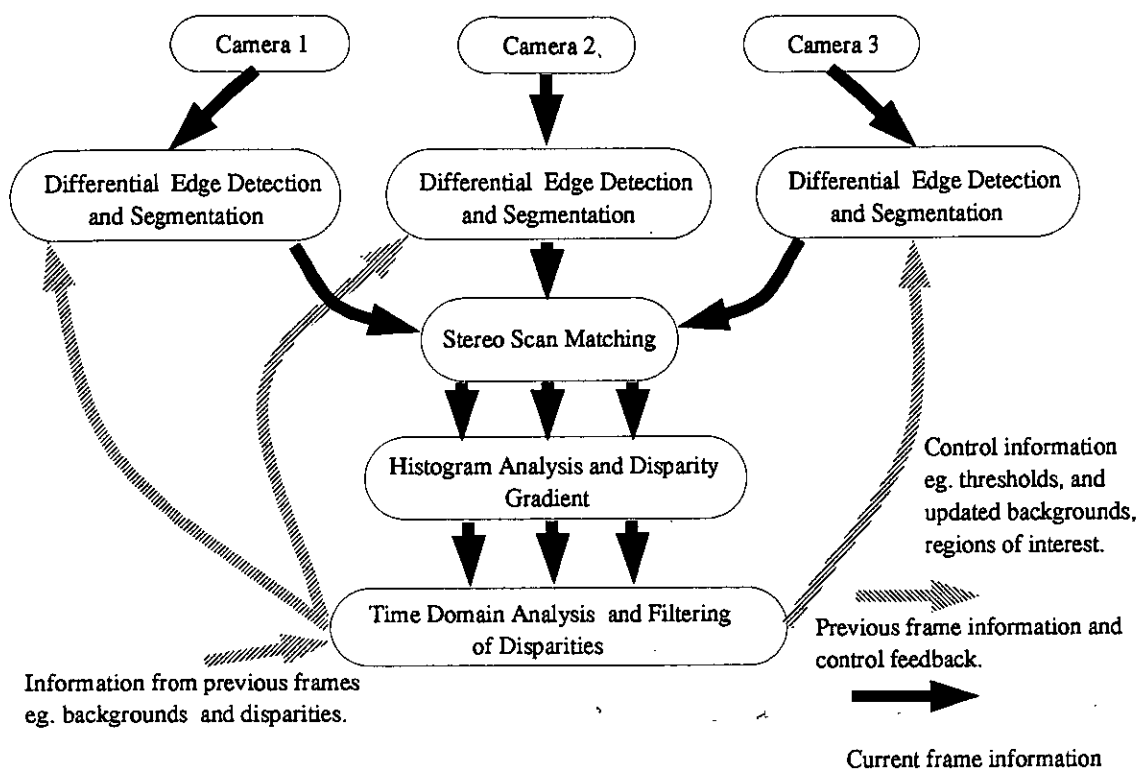 Camera 1
Camera 2
Camera 3
Differential Edge Detection
and Segmentation
Differential Edge Detection
and Segmentation
Differential Edge Detection
and Segmentation
Stereo Scan Matching
Histogram Analysis and Disparity
Gradient
Control information
eg. thresholds, and
updated backgrounds,
regions of interest.
Time Domain Analysis and Filtering
of Disparities
Previous frame information and
control feedback.
Information from previous frames
eg. backgrounds and disparities.
Current frame information